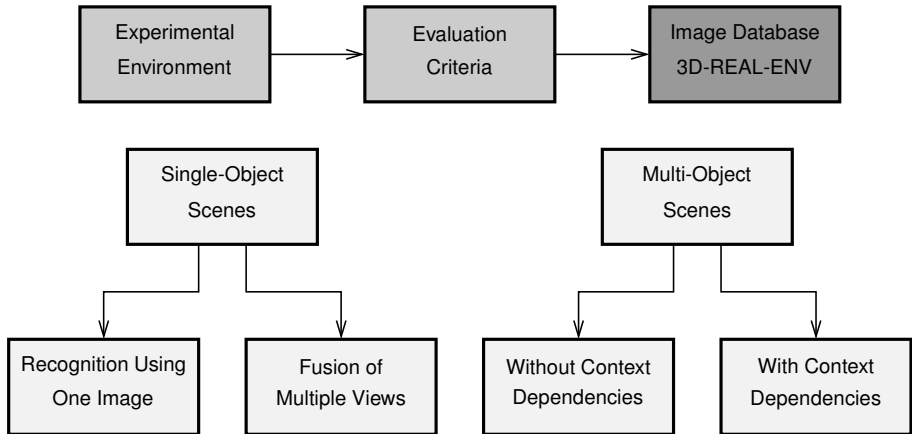 Experimental
Environment
Evaluation
Criteria
Image Database
3D-REAL-ENV
Single-Object
Scenes
Multi-Object
Scenes
Recognition Using
One Image
Fusion of
Multiple Views
Without Context
Dependencies
With Context
Dependencies